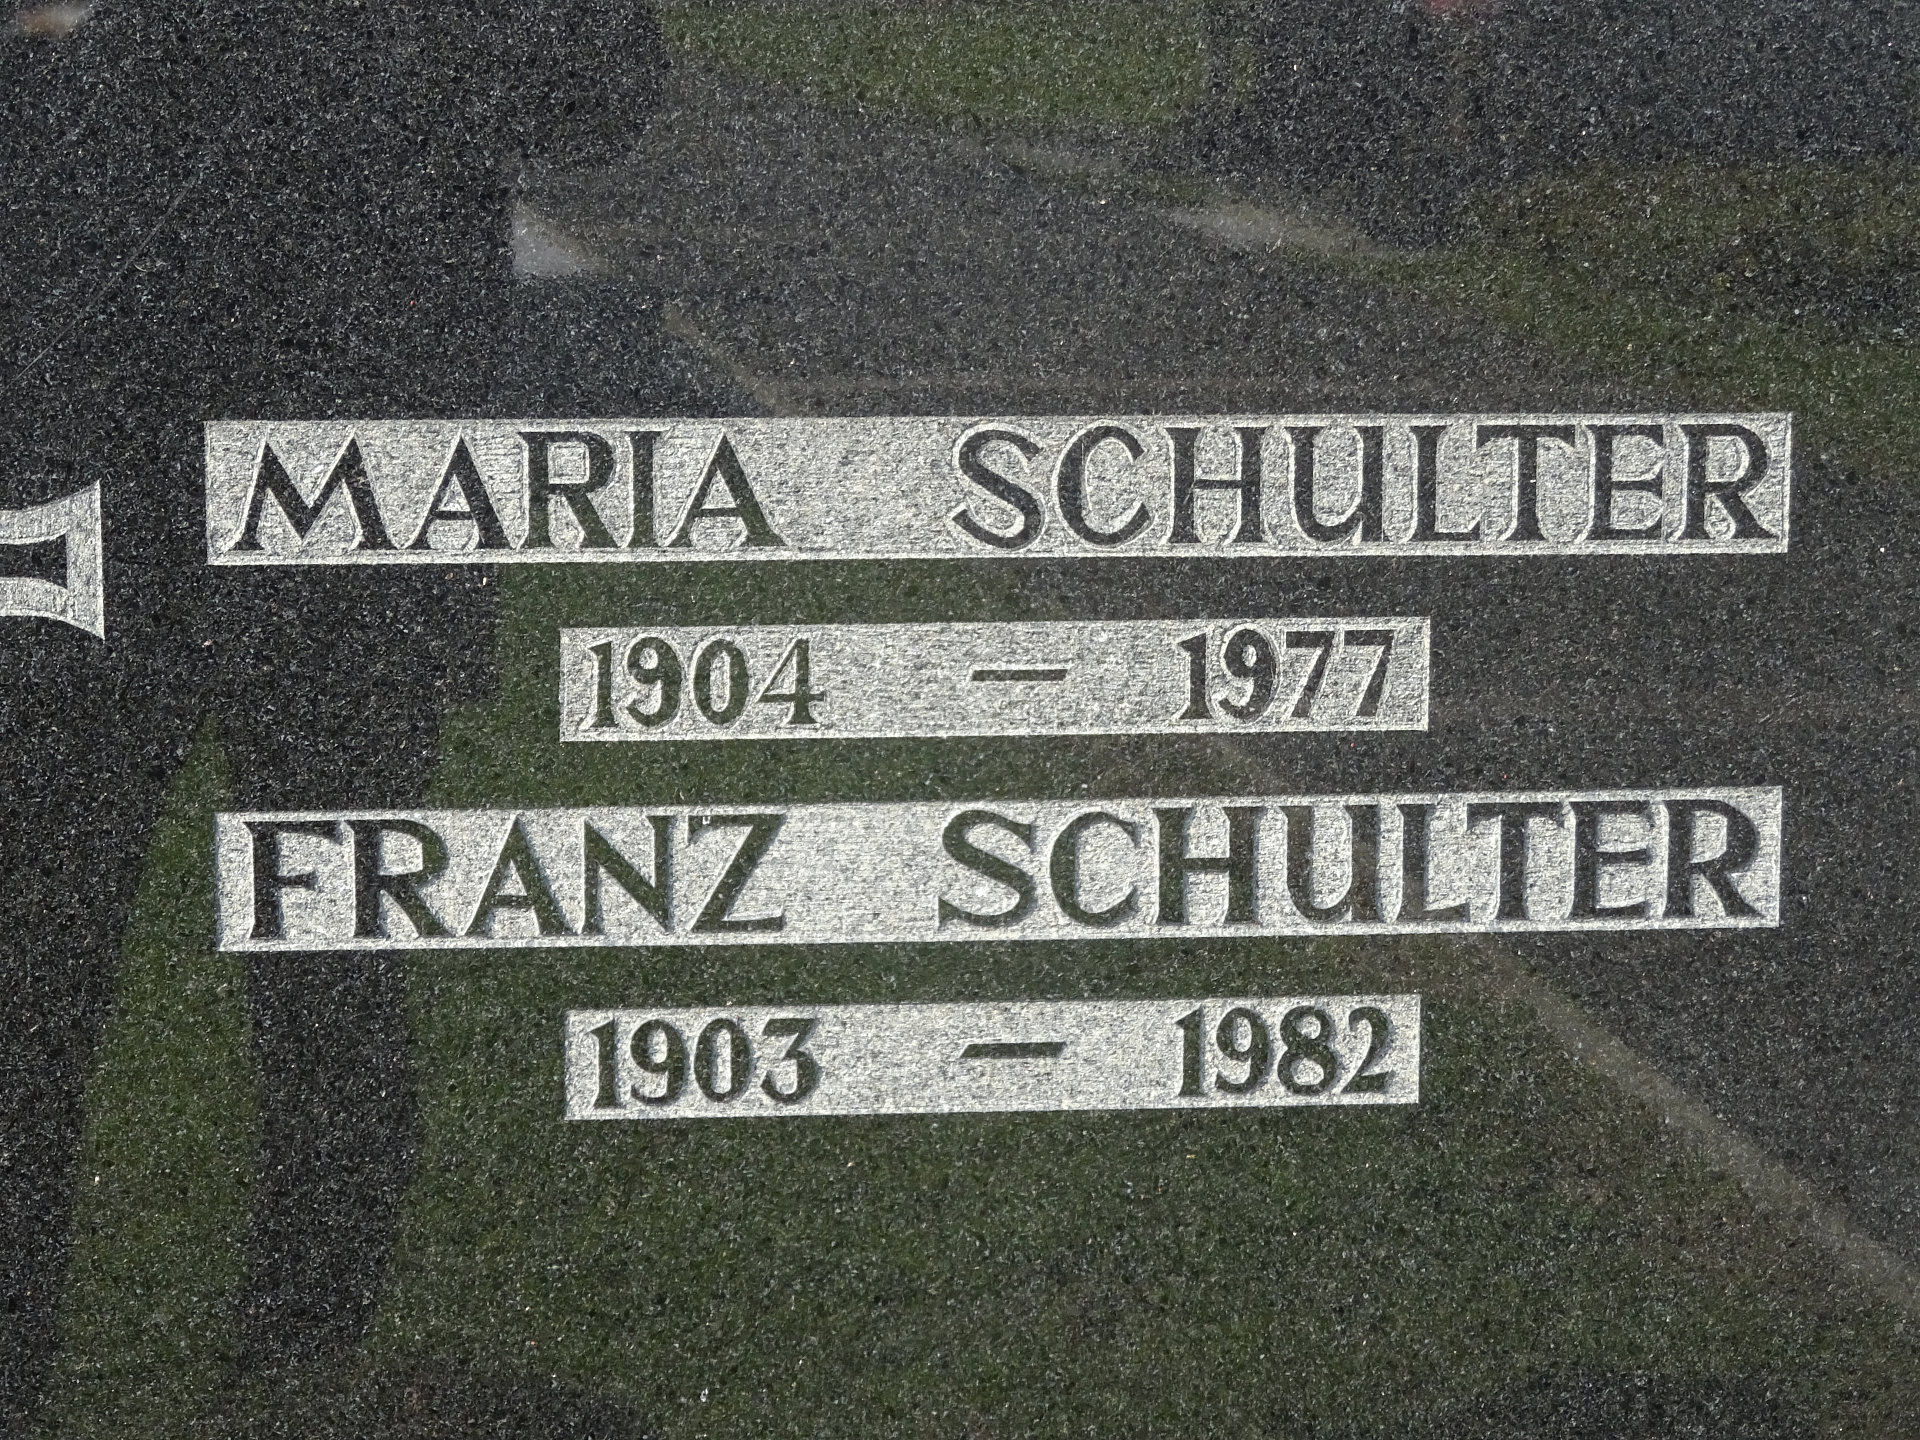 MARIA SCHULTER
1904 — 1977
FRANZ SCHULTER
1903 — 1982